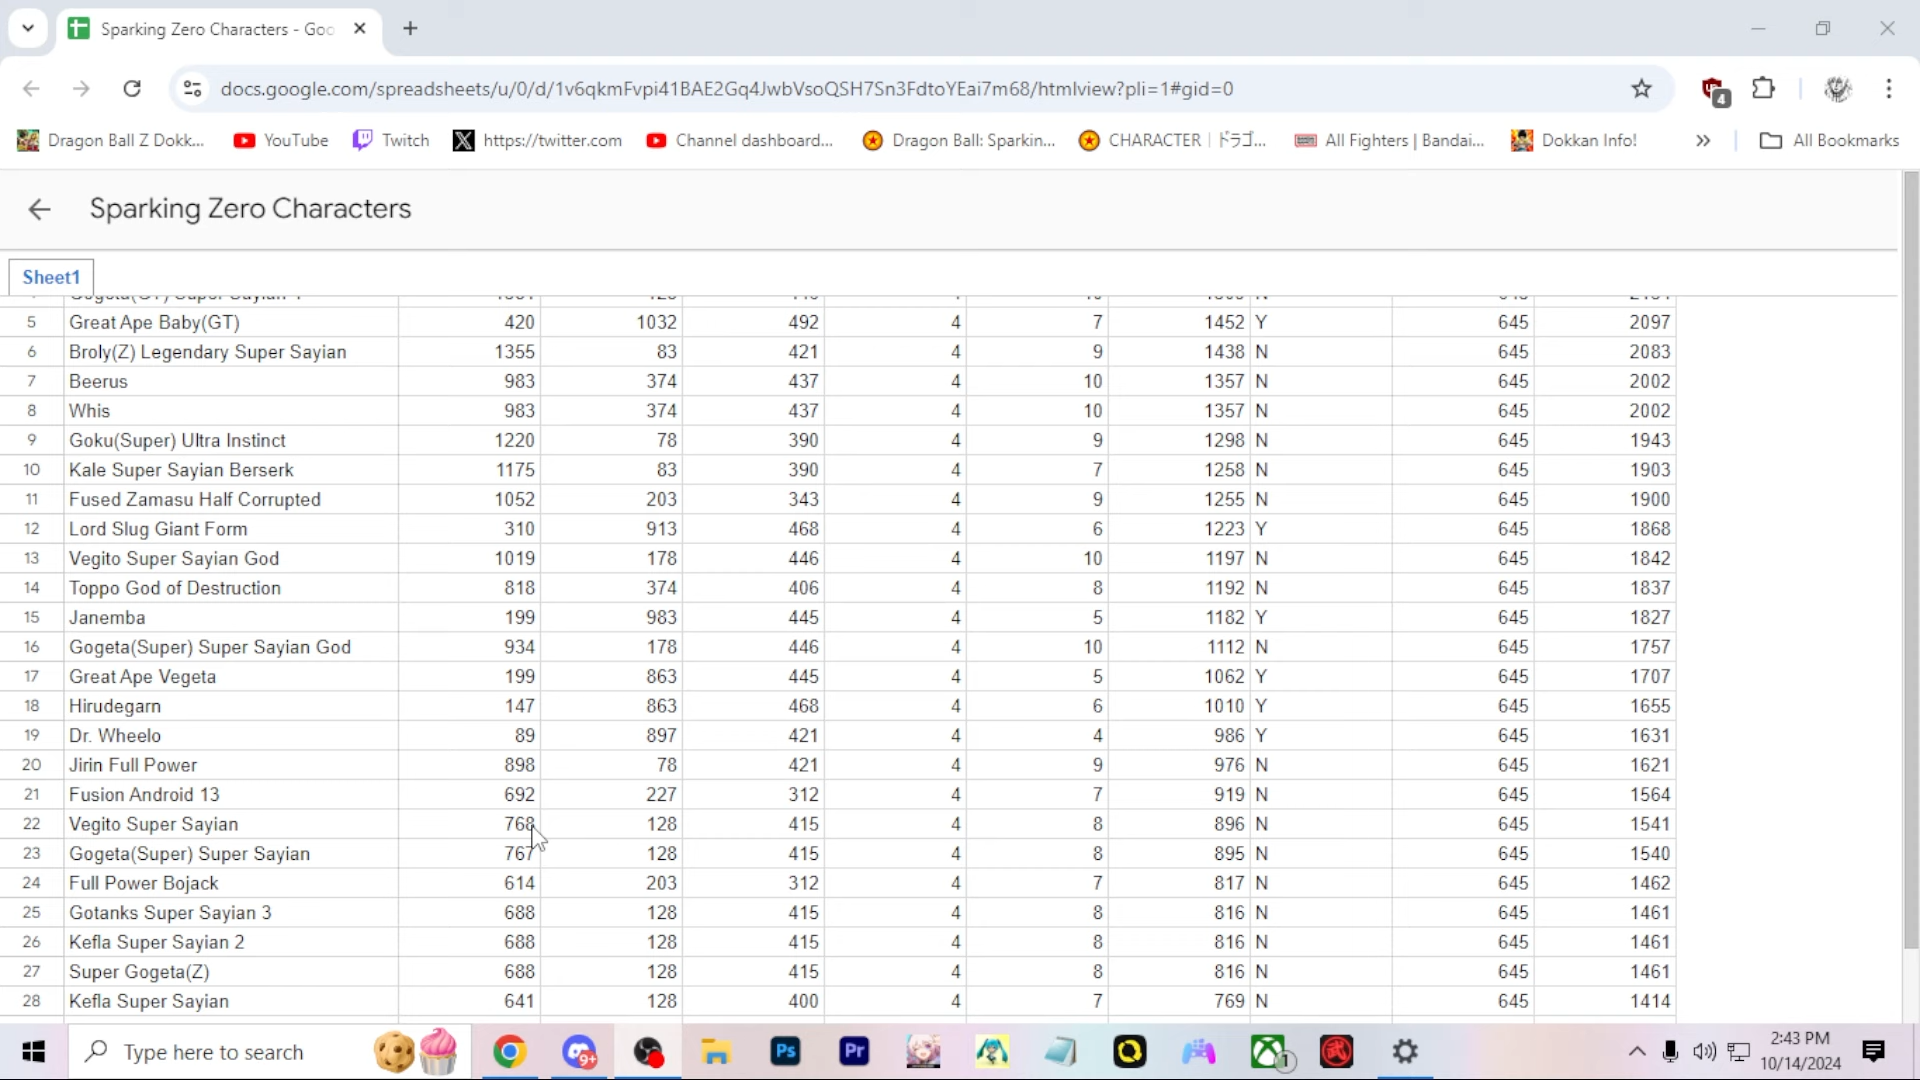 Sparking Zero Characters - Goo
docs.google.com/spreadsheets/u/0/d/1v6qkmFvpi41BAE2Gq4JwbVsoQSH7Sn3FdtoYEai7m68/htmlview?pli=1#gid=0
4
Dragon Ball Z Dokk... YouTube Twitch https://twitter.com Channel dashboard... Dragon Ball: Sparkin... CHARACTER | ドラゴ... All Fighters | Bandai... Dokkan Info! » All Bookmarks
Sparking Zero Characters
Sheet1
5 Great Ape Baby(GT) 420 1032 492 4 7 1452 Y 645 2097
6 Broly(Z) Legendary Super Sayian 1355 83 421 4 9 1438 N 645 2083
7 Beerus 983 374 437 4 10 1357 N 645 2002
8 Whis 983 374 437 4 10 1357 N 645 2002
9 Goku(Super) Ultra Instinct 1220 78 390 4 9 1298 N 645 1943
10 Kale Super Sayian Berserk 1175 83 390 4 7 1258 N 645 1903
11 Fused Zamasu Half Corrupted 1052 203 343 4 9 1255 N 645 1900
12 Lord Slug Giant Form 310 913 468 4 6 1223 Y 645 1868
13 Vegito Super Sayian God 1019 178 446 4 10 1197 N 645 1842
14 Toppo God of Destruction 818 374 406 4 8 1192 N 645 1837
15 Janemba 199 983 445 4 5 1182 Y 645 1827
16 Gogeta(Super) Super Sayian God 934 178 446 4 10 1112 N 645 1757
17 Great Ape Vegeta 199 863 445 4 5 1062 Y 645 1707
18 Hirudegarn 147 863 468 4 6 1010 Y 645 1655
19 Dr. Wheelo 89 897 421 4 4 986 Y 645 1631
20 Jirin Full Power 898 78 421 4 9 976 N 645 1621
21 Fusion Android 13 692 227 312 4 7 919 N 645 1564
22 Vegito Super Sayian 768 128 415 4 8 896 N 645 1541
23 Gogeta(Super) Super Sayian 767 128 415 4 8 895 N 645 1540
24 Full Power Bojack 614 203 312 4 7 817 N 645 1462
25 Gotanks Super Sayian 3 688 128 415 4 8 816 N 645 1461
26 Kefla Super Sayian 2 688 128 415 4 8 816 N 645 1461
27 Super Gogeta(Z) 688 128 415 4 8 816 N 645 1461
28 Kefla Super Sayian 641 128 400 4 7 769 N 645 1414
Type here to search 9+ Ps Pr 1 2:43 PM
10/14/2024